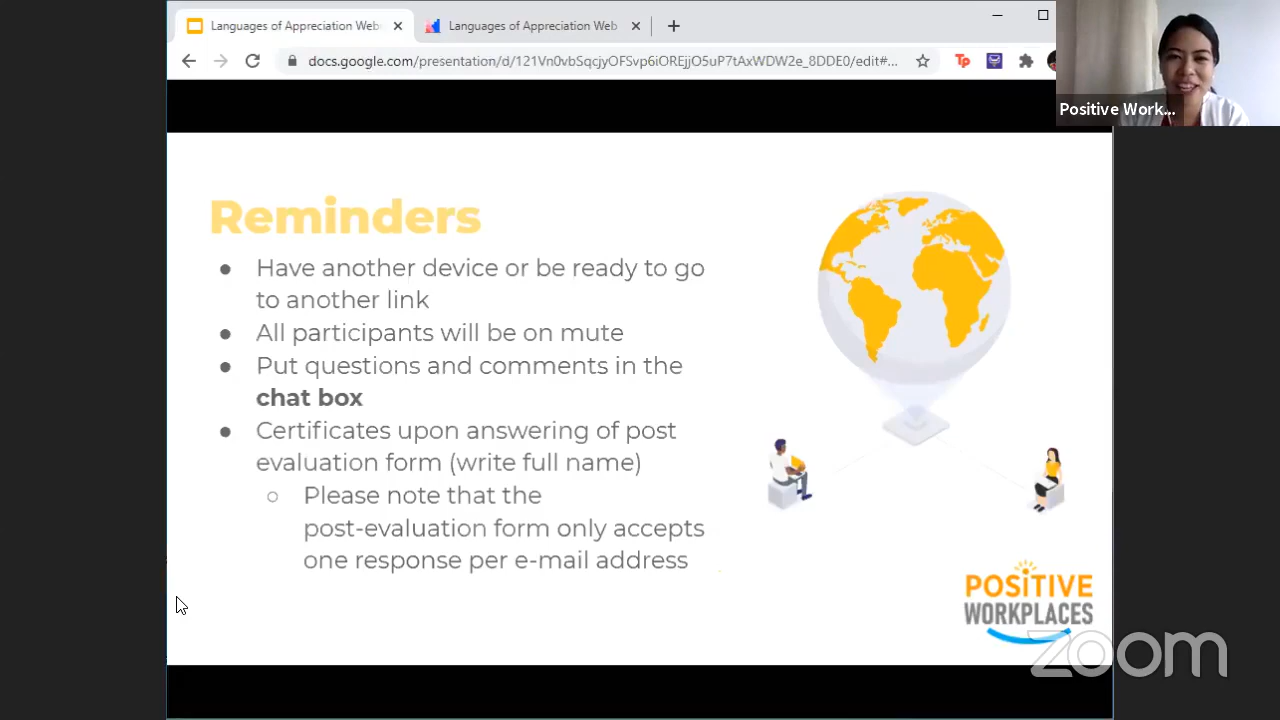 Languages of Appreciation Web
Languages of Appreciation Web
docs.google.com/presentation/d/121Vn0vbSqcjyOFSvp6iOREjjO5uP7tAxWDW2e_8DDE0/edit#...
Tp
Positive Work...
Reminders
● Have another device or be ready to go
to another link
● All participants will be on mute
● Put questions and comments in the
chat box
● Certificates upon answering of post
evaluation form (write full name)
○ Please note that the
post-evaluation form only accepts
one response per e-mail address
POSITIVE
WORKPLACES
zoom